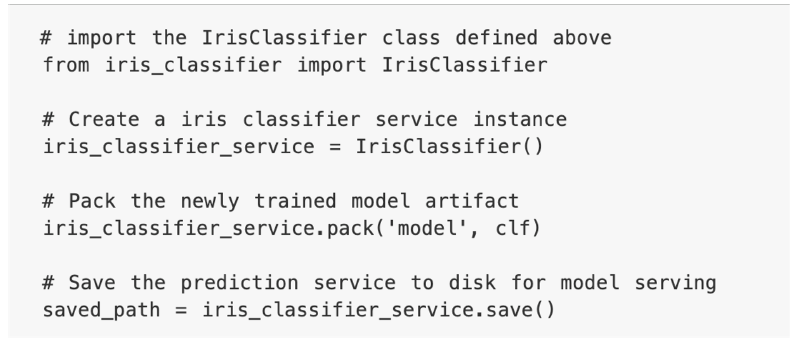 # import the IrisClassifier class defined above
from iris_classifier import IrisClassifier
# Create a iris classifier service instance
iris_classifier_service = IrisClassifier()
# Pack the newly trained model artifact
iris_classifier_service.pack('model', clf)
# Save the prediction service to disk for model serving
saved_path = iris_classifier_service.save()